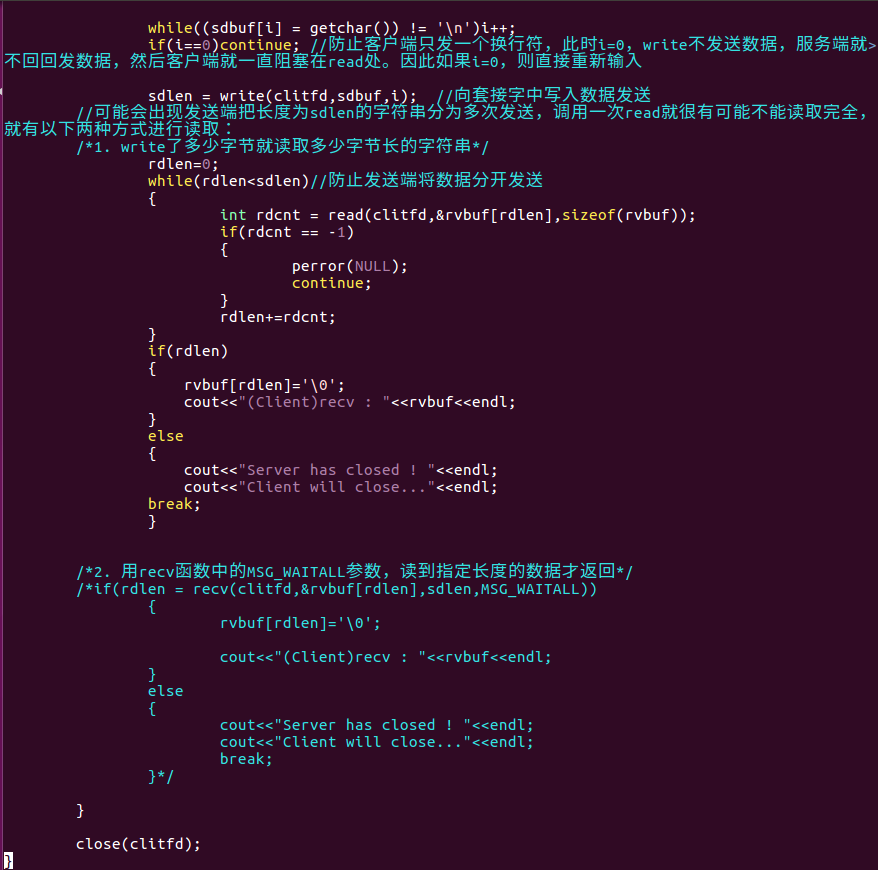 while((sdbuf[i] = getchar()) != '\n')i++;
if(i==0)continue; //防止客户端只发一个换行符，此时i=0，write不发送数据，服务端就>
不回回发数据，然后客户端就一直阻塞在read处。因此如果i=0，则直接重新输入
sdlen = write(clitfd,sdbuf,i);  //向套接字中写入数据发送
//可能会出现发送端把长度为sdlen的字符串分为多次发送，调用一次read就很有可能不能读取完全，
就有以下两种方式进行读取：
/*1. write了多少字节就读取多少字节长的字符串*/
rdlen=0;
while(rdlen<sdlen)//防止发送端将数据分开发送
{
int rdcnt = read(clitfd,&rvbuf[rdlen],sizeof(rvbuf));
if(rdcnt == -1)
{
perror(NULL);
continue;
}
rdlen+=rdcnt;
}
if(rdlen)
{
rvbuf[rdlen]='\0';
cout<<"(Client)recv : "<<rvbuf<<endl;
}
else
{
cout<<"Server has closed ! "<<endl;
cout<<"Client will close..."<<endl;
break;
}
/*2. 用recv函数中的MSG_WAITALL参数，读到指定长度的数据才返回*/
/*if(rdlen = recv(clitfd,&rvbuf[rdlen],sdlen,MSG_WAITALL))
{
rvbuf[rdlen]='\0';
cout<<"(Client)recv : "<<rvbuf<<endl;
}
else
{
cout<<"Server has closed ! "<<endl;
cout<<"Client will close..."<<endl;
break;
}*/
}
close(clitfd);
}